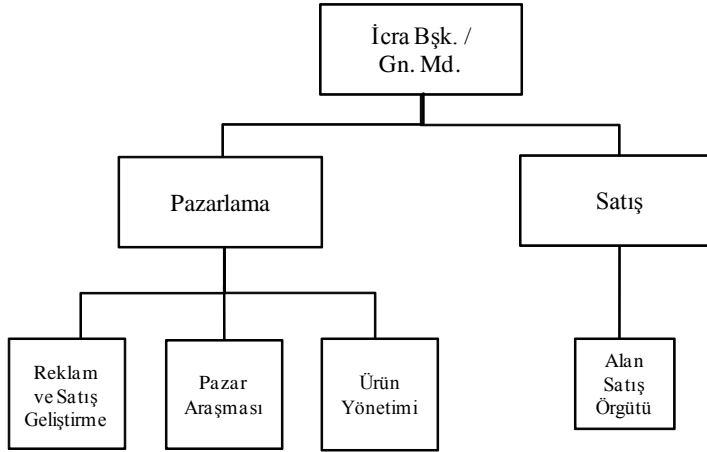 İcra Bşk. /
Gn. Md.
Pazarlama
Satış
Reklam
ve Satış
Geliştirme
Pazar
Araşması
Ürün
Yönetimi
Alan
Satış
Örgütü